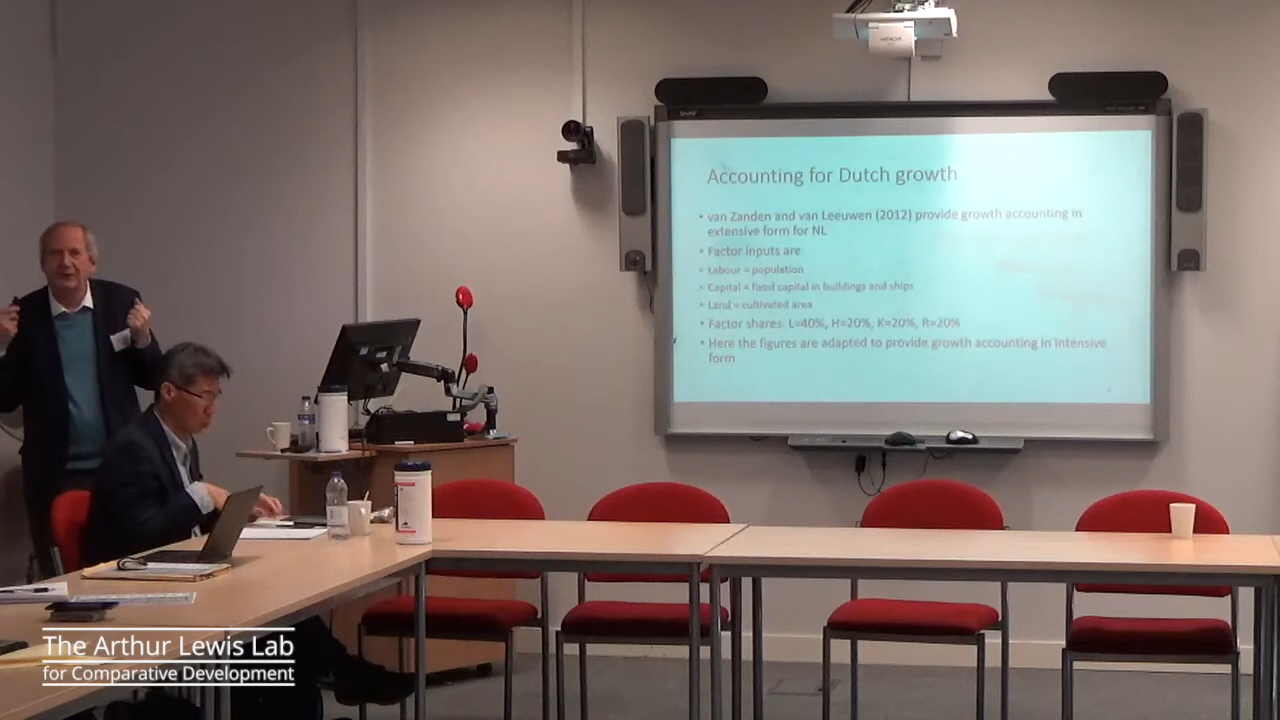 Accounting for Dutch growth
• van Zanden and van Leeuwen (2012) provide growth accounting in
extensive form for NL
• Factor inputs are
• Labour = population
• Capital = fixed capital in buildings and ships
• Land = cultivated area
• Factor shares: L=40%, H=20%, K=20%, R=20%
• Here the figures are adapted to provide growth accounting in intensive
form
The Arthur Lewis Lab
for Comparative Development